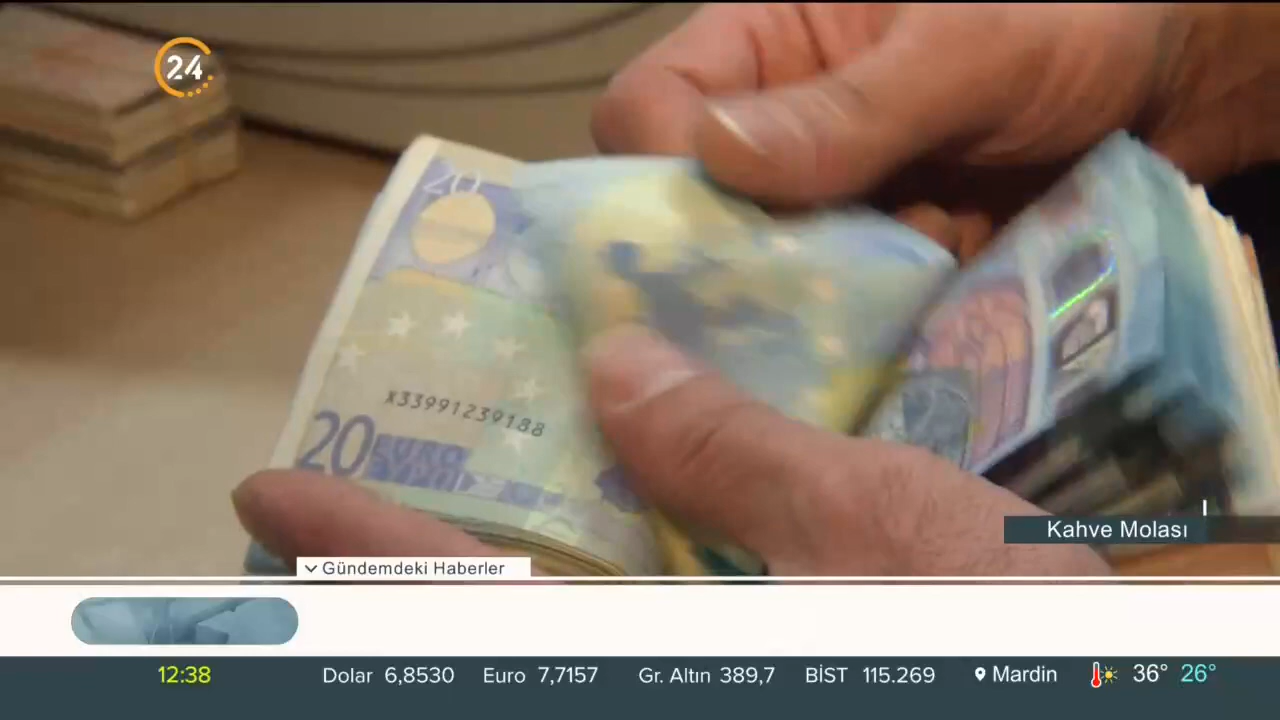 24
20
X33991239188
20 EURO
ΕΥΡΩ
Kahve Molası
Gündemdeki Haberler
12:38 Dolar 6,8530 Euro 7,7157 Gr. Altın 389,7 BİST 115.269 Mardin 36° 26°